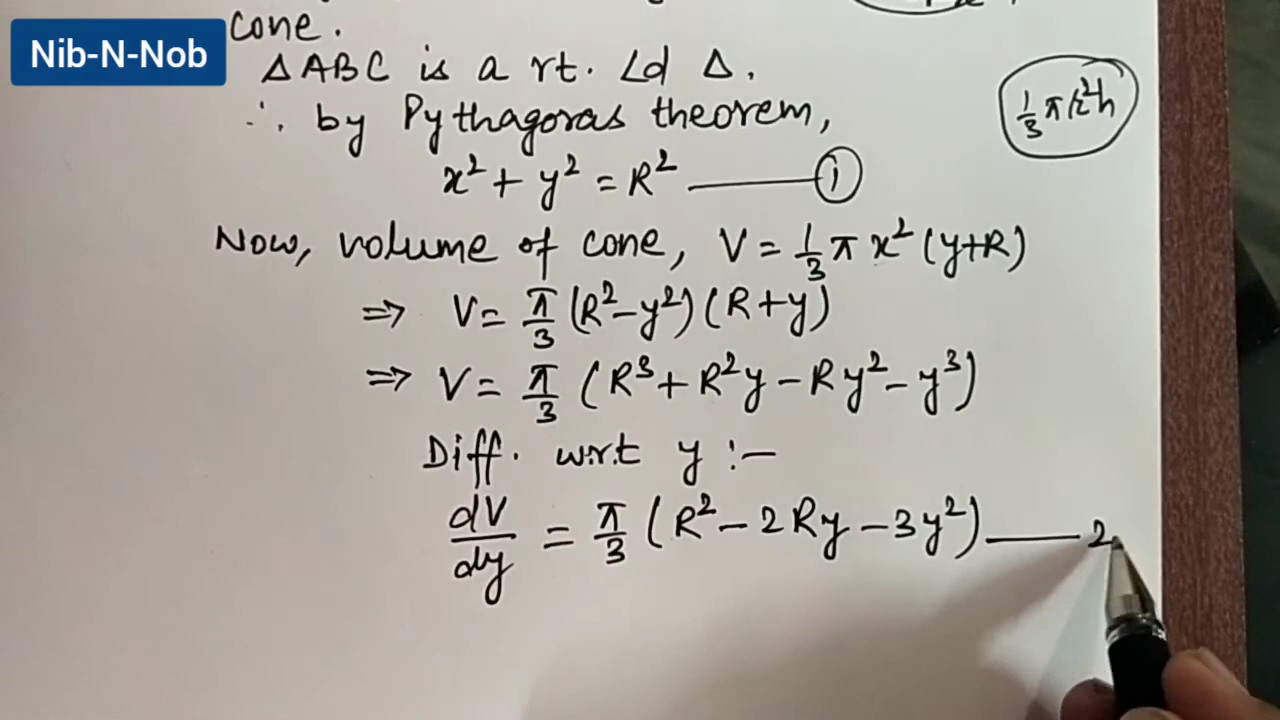 Nib-N-Nob
cone.
△ABC is a rt. ∠d △.
∴ by Pythagoras theorem,
1/3 πr²h
x² + y² = R² ——— ①
Now, volume of cone, V = 1/3 π x² (y+R)
⇒ V = π/3 (R² – y²) (R + y)
⇒ V = π/3 (R³ + R²y – Ry² – y³)
Diff. w.r.t y :–
dV/dy = π/3 (R² – 2Ry – 3y²) ——— 2